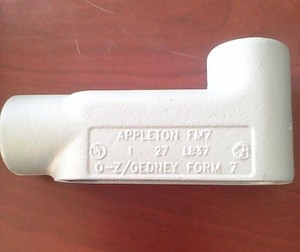 APPLETON FM7
1 27 LB37
O-Z/GEDNEY FORM 7